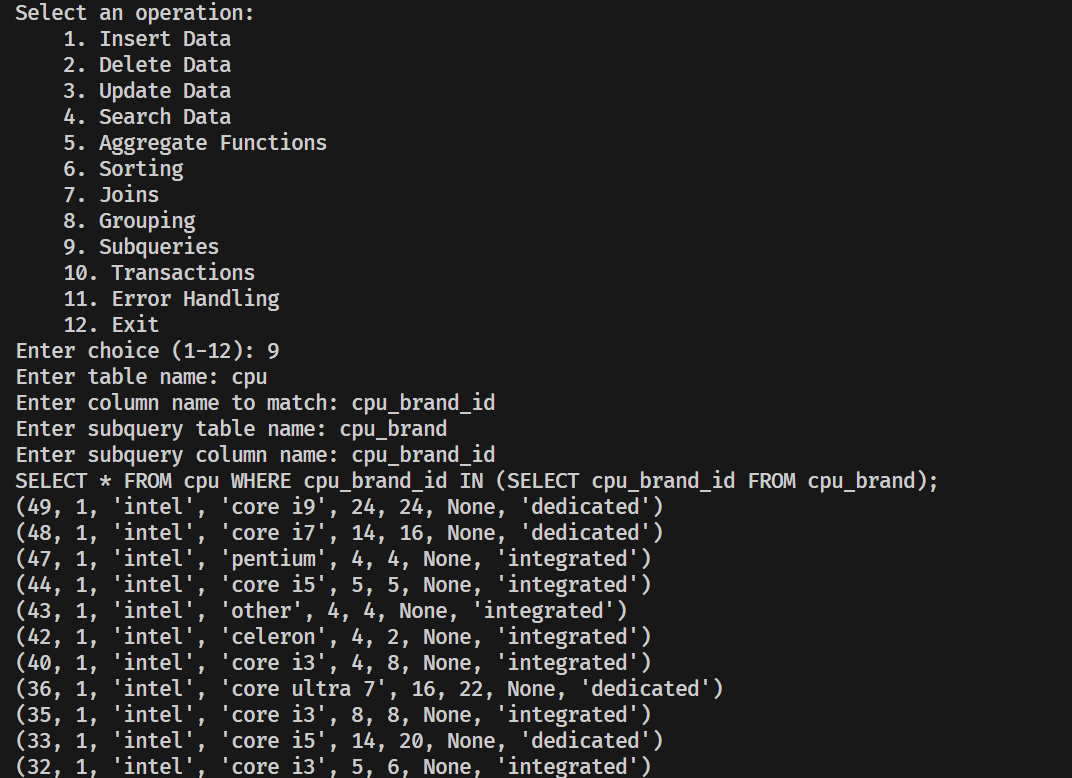 Select an operation:
1. Insert Data
2. Delete Data
3. Update Data
4. Search Data
5. Aggregate Functions
6. Sorting
7. Joins
8. Grouping
9. Subqueries
10. Transactions
11. Error Handling
12. Exit
Enter choice (1-12): 9
Enter table name: cpu
Enter column name to match: cpu_brand_id
Enter subquery table name: cpu_brand
Enter subquery column name: cpu_brand_id
SELECT * FROM cpu WHERE cpu_brand_id IN (SELECT cpu_brand_id FROM cpu_brand);
(49, 1, 'intel', 'core i9', 24, 24, None, 'dedicated')
(48, 1, 'intel', 'core i7', 14, 16, None, 'dedicated')
(47, 1, 'intel', 'pentium', 4, 4, None, 'integrated')
(44, 1, 'intel', 'core i5', 5, 5, None, 'integrated')
(43, 1, 'intel', 'other', 4, 4, None, 'integrated')
(42, 1, 'intel', 'celeron', 4, 2, None, 'integrated')
(40, 1, 'intel', 'core i3', 4, 8, None, 'integrated')
(36, 1, 'intel', 'core ultra 7', 16, 22, None, 'dedicated')
(35, 1, 'intel', 'core i3', 8, 8, None, 'integrated')
(33, 1, 'intel', 'core i5', 14, 20, None, 'dedicated')
(32, 1, 'intel', 'core i3', 5, 6, None, 'integrated')